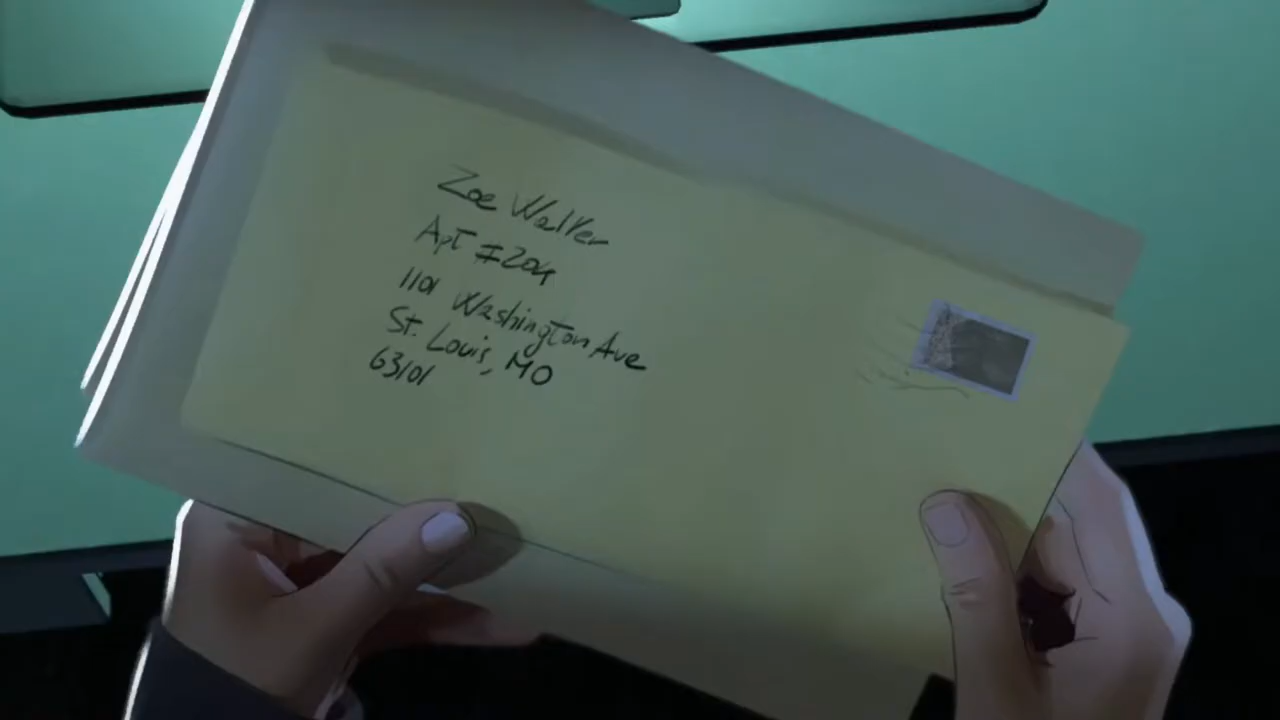 Zoe Walker
Apt #204
1101 Washington Ave
St. Louis, MO
63101